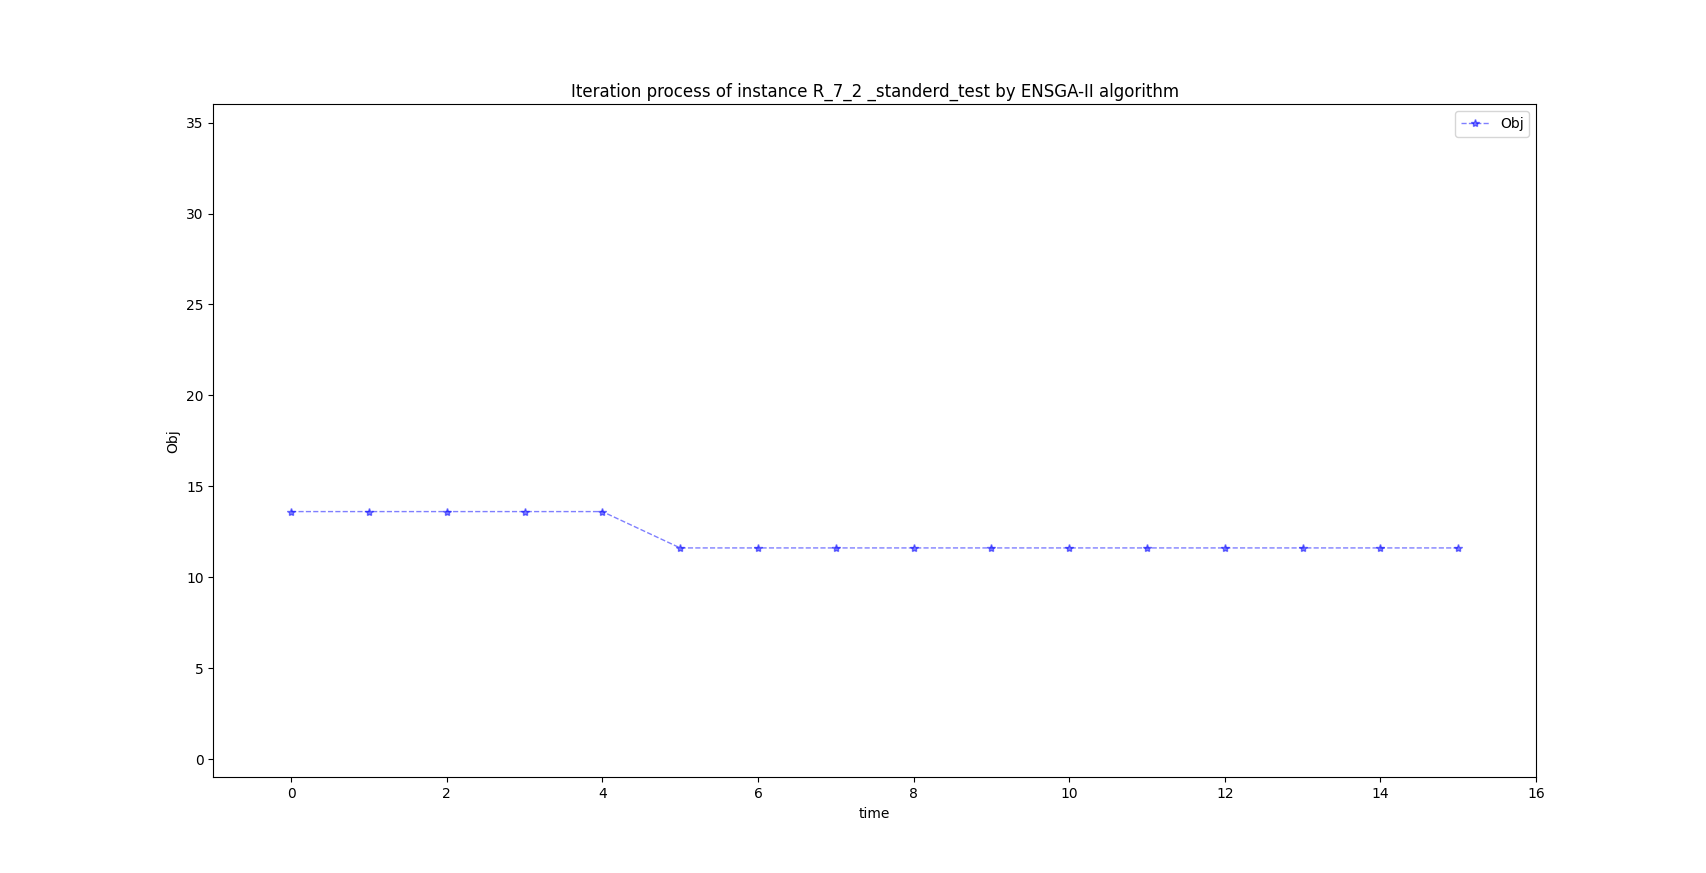 Iteration process of instance R_7_2 _standerd_test by ENSGA-II algorithm
Obj
35
30
25
20
15
10
5
0
Obj
0 2 4 6 8 10 12 14 16
time